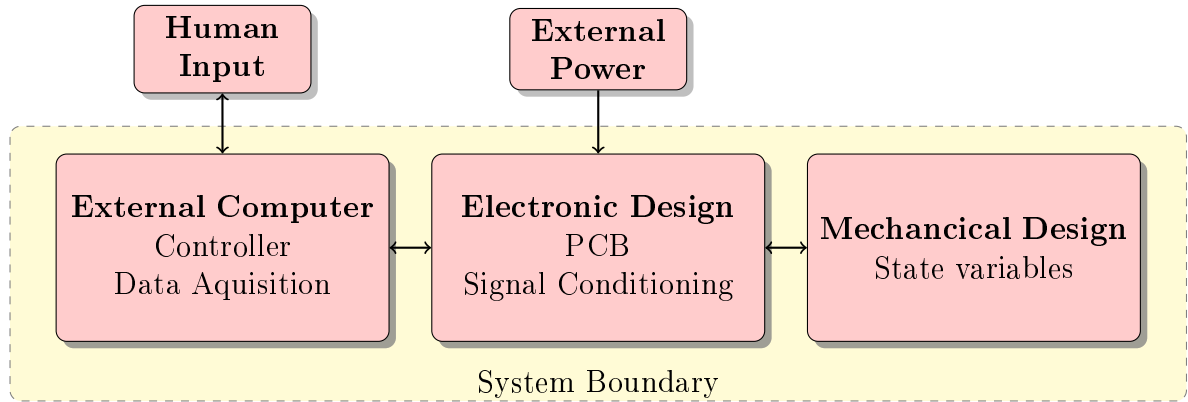 Human
Input
External
Power
External Computer
Controller
Data Aquisition
Electronic Design
PCB
Signal Conditioning
Mechancical Design
State variables
System Boundary